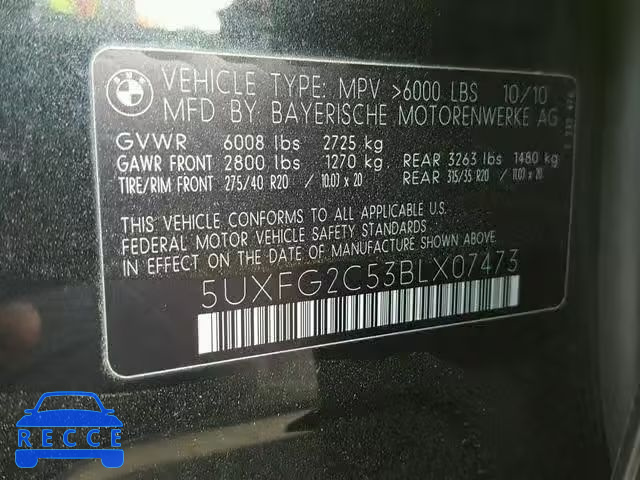 BMW
VEHICLE TYPE: MPV >6000 LBS 10/10
MFD BY BAYERISCHE MOTORENWERKE AG
GVWR 6008 lbs 2725 kg
GAWR FRONT 2800 lbs 1270 kg, REAR 3263 lbs 1480 kg
TIRE/RIM FRONT 275/40 R20 / 10.0J x 20 REAR 315/35 R20 / 11.0J x 20
THIS VEHICLE CONFORMS TO ALL APPLICABLE U.S.
FEDERAL MOTOR VEHICLE SAFETY STANDARDS
IN EFFECT ON THE DATE OF MANUFACTURE SHOWN ABOVE.
5UXFG2C53BLX07473
RECCE